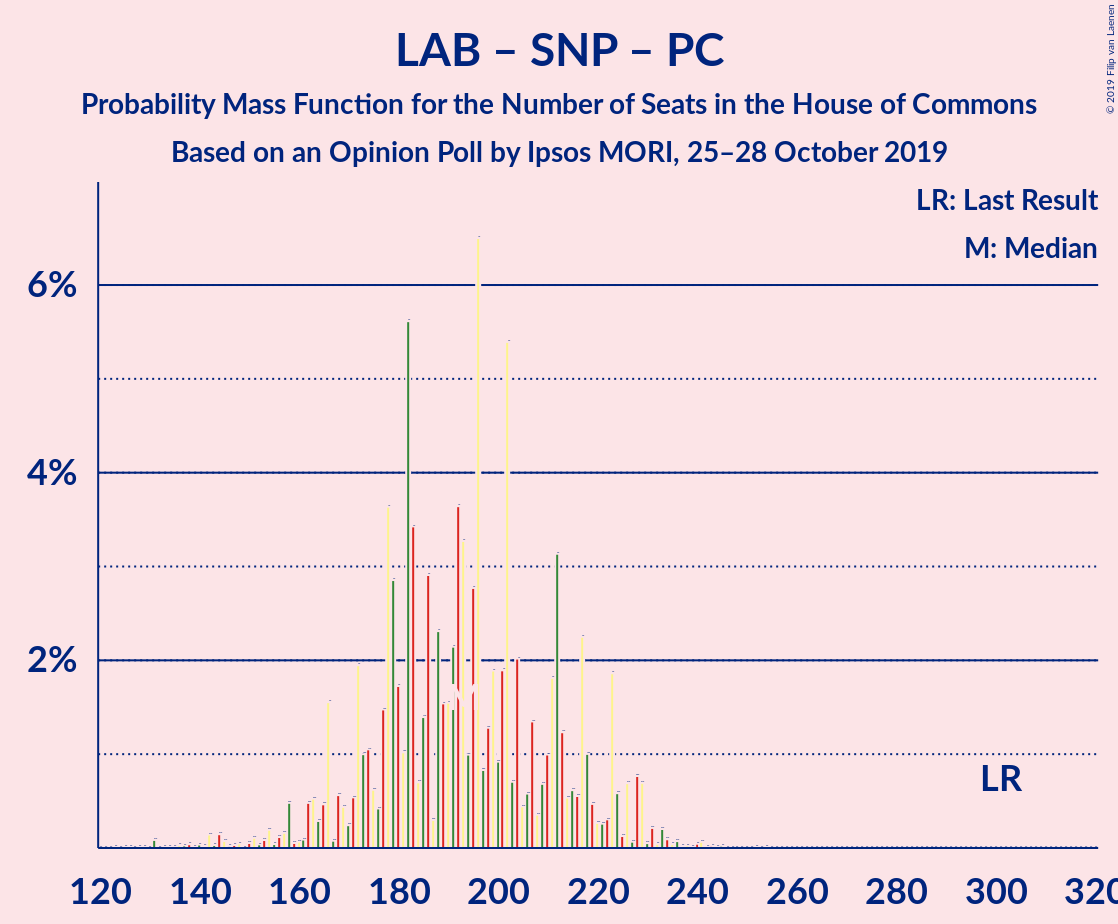 LAB – SNP – PC
Probability Mass Function for the Number of Seats in the House of Commons
Based on an Opinion Poll by Ipsos MORI, 25–28 October 2019
© 2019 Filip van Laenen
LR: Last Result
M: Median
6%
4%
2%
M
LR
120 140 160 180 200 220 240 260 280 300 320